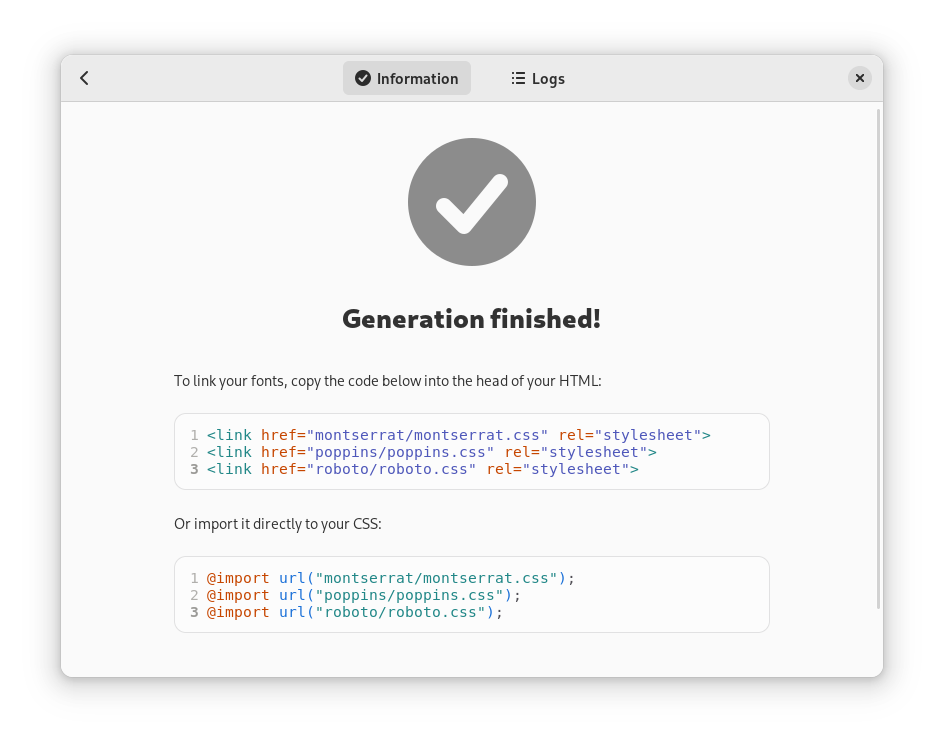 Information
Logs
Generation finished!
To link your fonts, copy the code below into the head of your HTML:
1 <link href="montserrat/montserrat.css" rel="stylesheet">
2 <link href="poppins/poppins.css" rel="stylesheet">
3 <link href="roboto/roboto.css" rel="stylesheet">
Or import it directly to your CSS:
1 @import url("montserrat/montserrat.css");
2 @import url("poppins/poppins.css");
3 @import url("roboto/roboto.css");